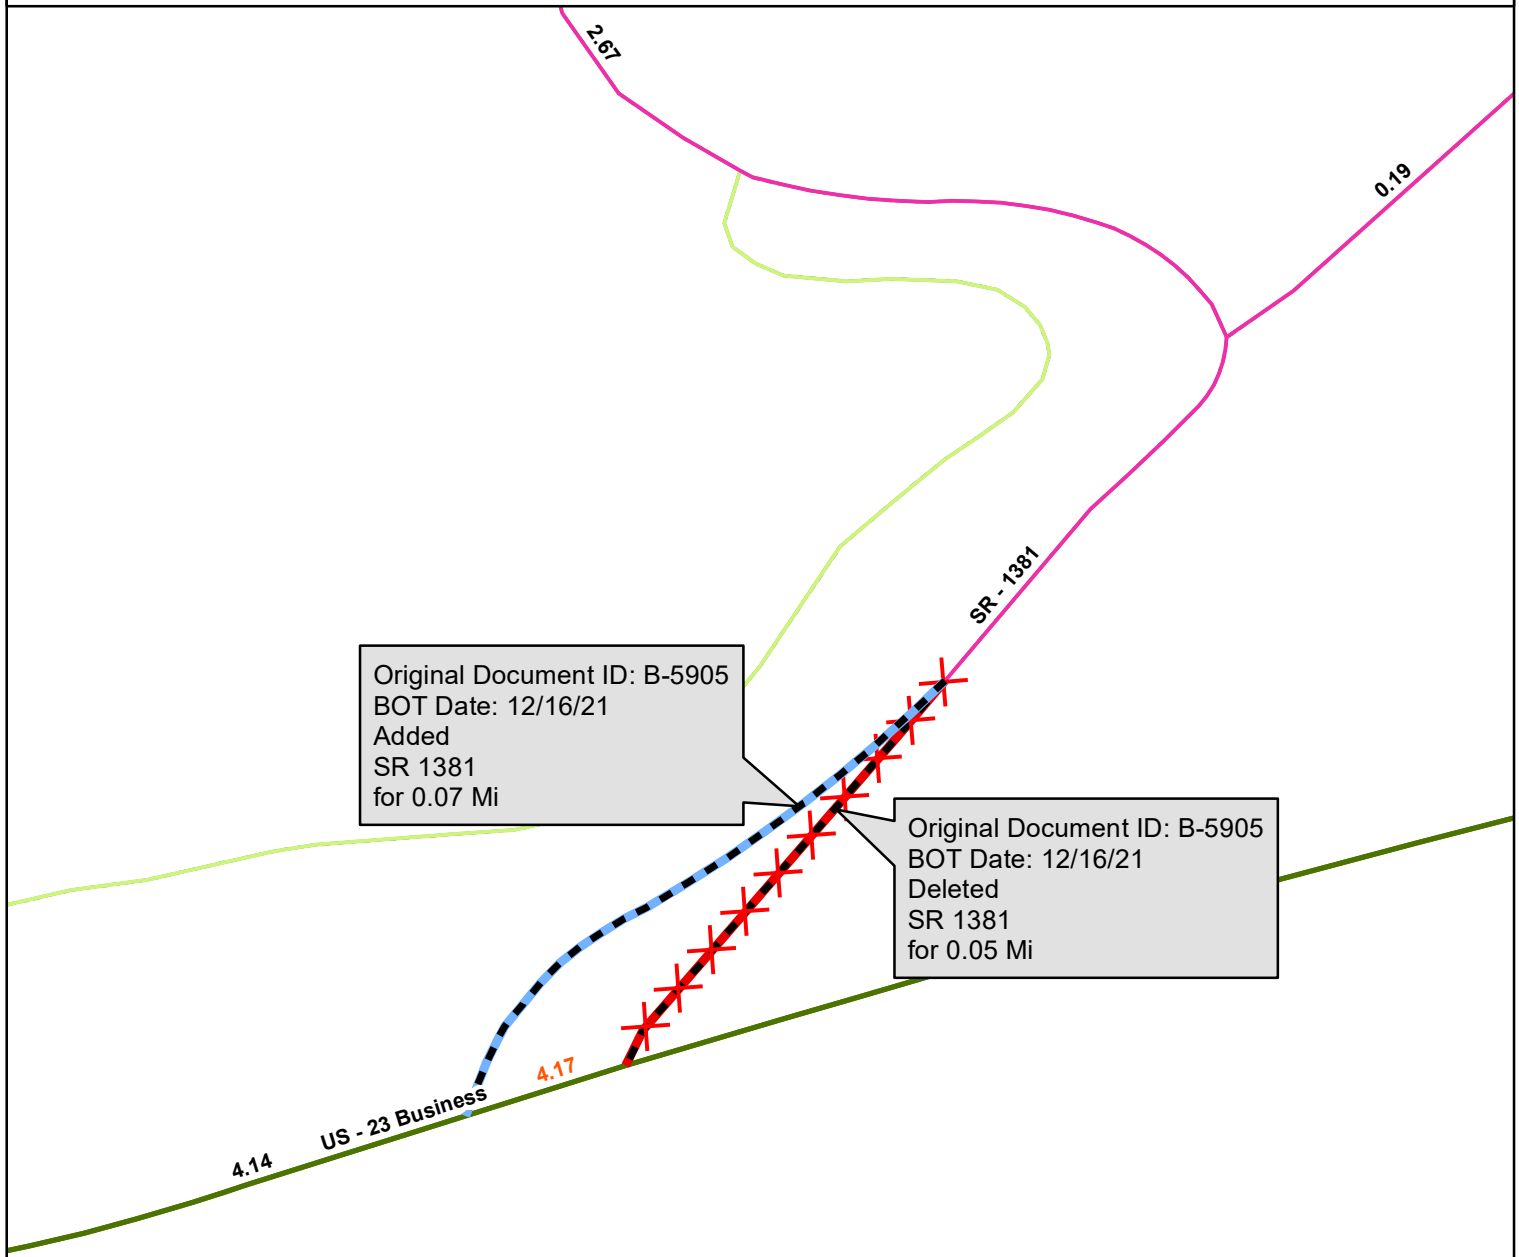 2.67
0.19
SR - 1381
Original Document ID: B-5905
BOT Date: 12/16/21
Added
SR 1381
for 0.07 Mi
Original Document ID: B-5905
BOT Date: 12/16/21
Deleted
SR 1381
for 0.05 Mi
4.17
US - 23 Business
4.14